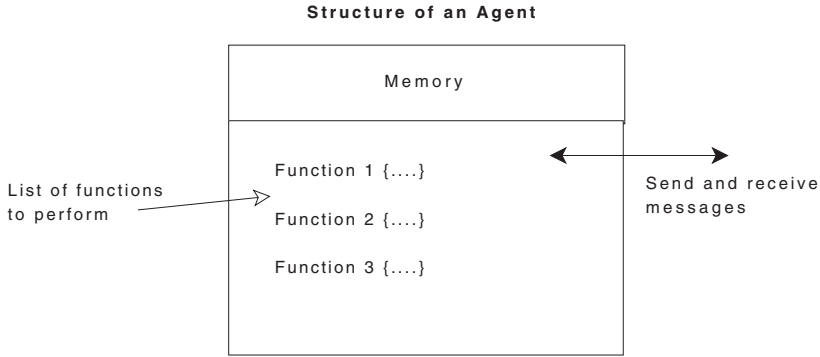 Structure of an Agent
Memory
Function 1 {....}
List of functions
to perform
Send and receive
messages
Function 2 {....}
Function 3 {....}